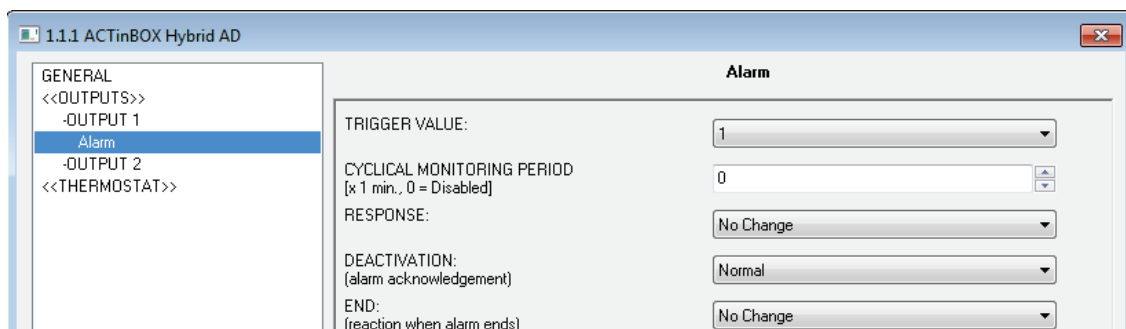 1.1.1 ACTinBOX Hybrid AD
GENERAL
<<OUTPUTS>>
-OUTPUT 1
Alarm
-OUTPUT 2
<<THERMOSTAT>>
Alarm
TRIGGER VALUE:
1
CYCLICAL MONITORING PERIOD
[x 1 min., 0 = Disabled]
0
RESPONSE:
No Change
DEACTIVATION:
(alarm acknowledgement)
Normal
END:
(reaction when alarm ends)
No Change